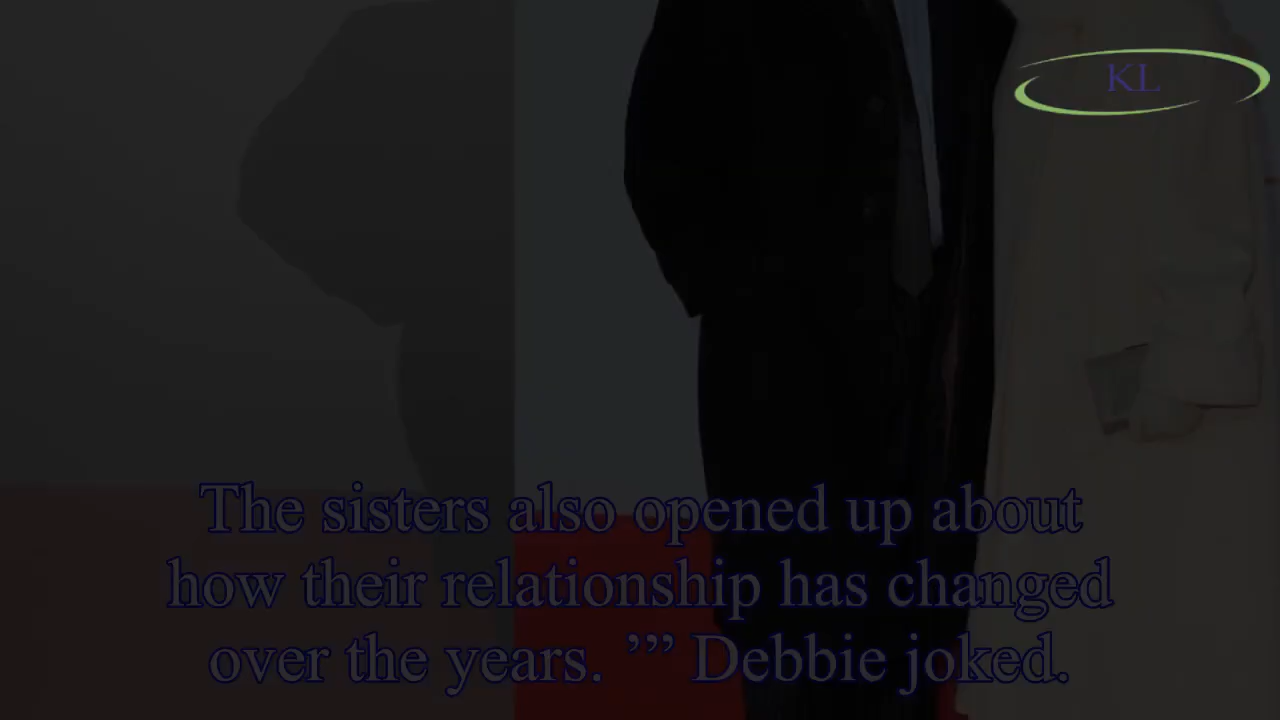 KL
The sisters also opened up about
how their relationship has changed
over the years. ’”” Debbie joked.